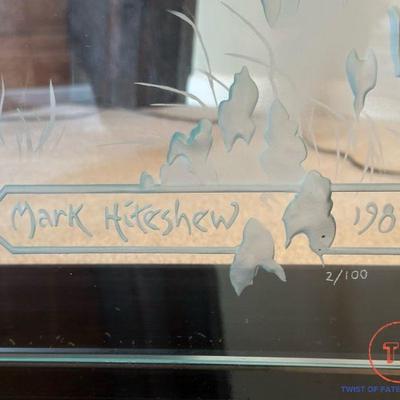 Mark Hiteshew 198
2/100
T
TWIST OF FATE